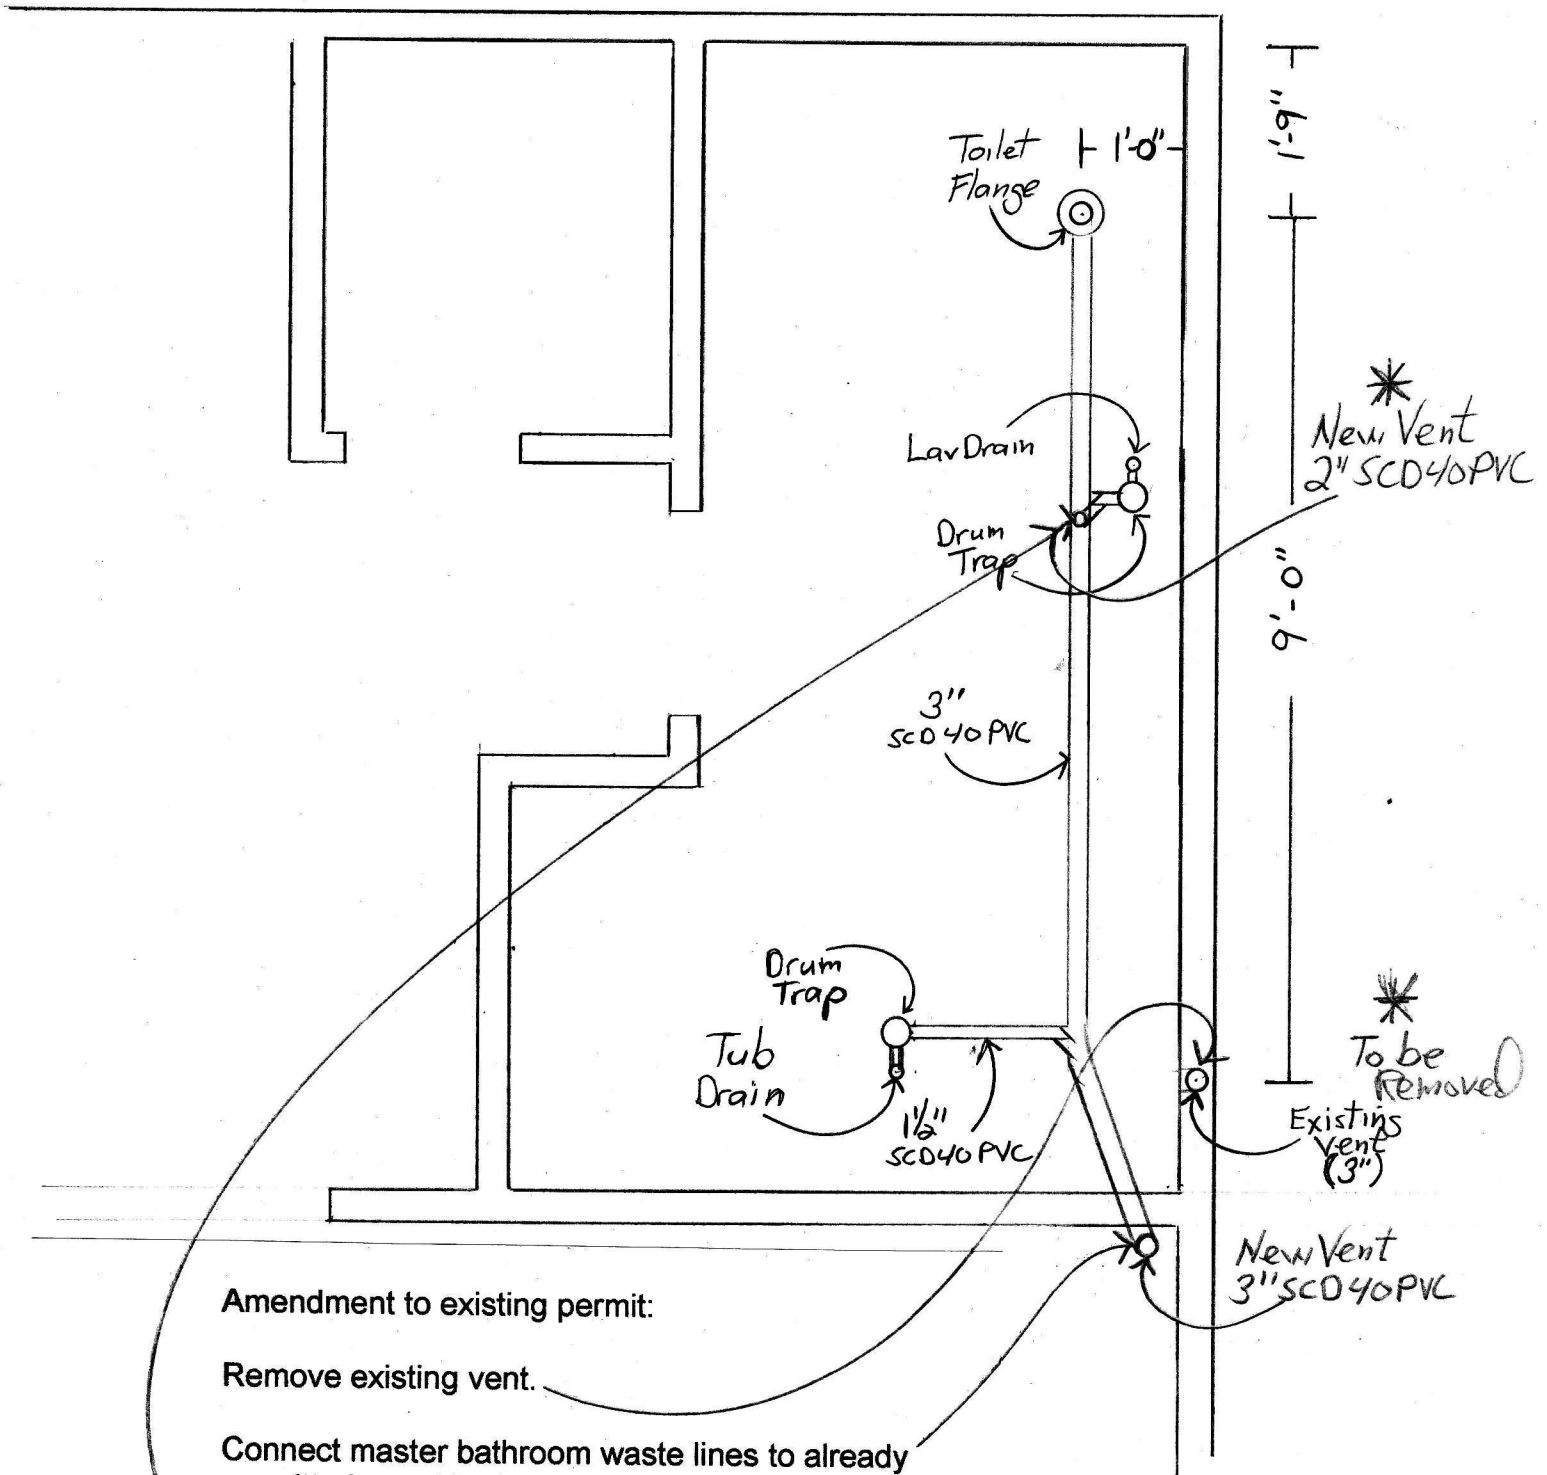 1'-9"
Toilet
Flange
1'-0"
New Vent
2" SCD40PVC
Lav Drain
Drum
Trap
9'-0"
3"
SCD40 PVC
Drum
Trap
Tub
Drain
1½"
SCD40 PVC
To be
Removed
Existing
Vent
(3")
New Vent
3" SCD40PVC
Amendment to existing permit:
Remove existing vent.
Connect master bathroom waste lines to already